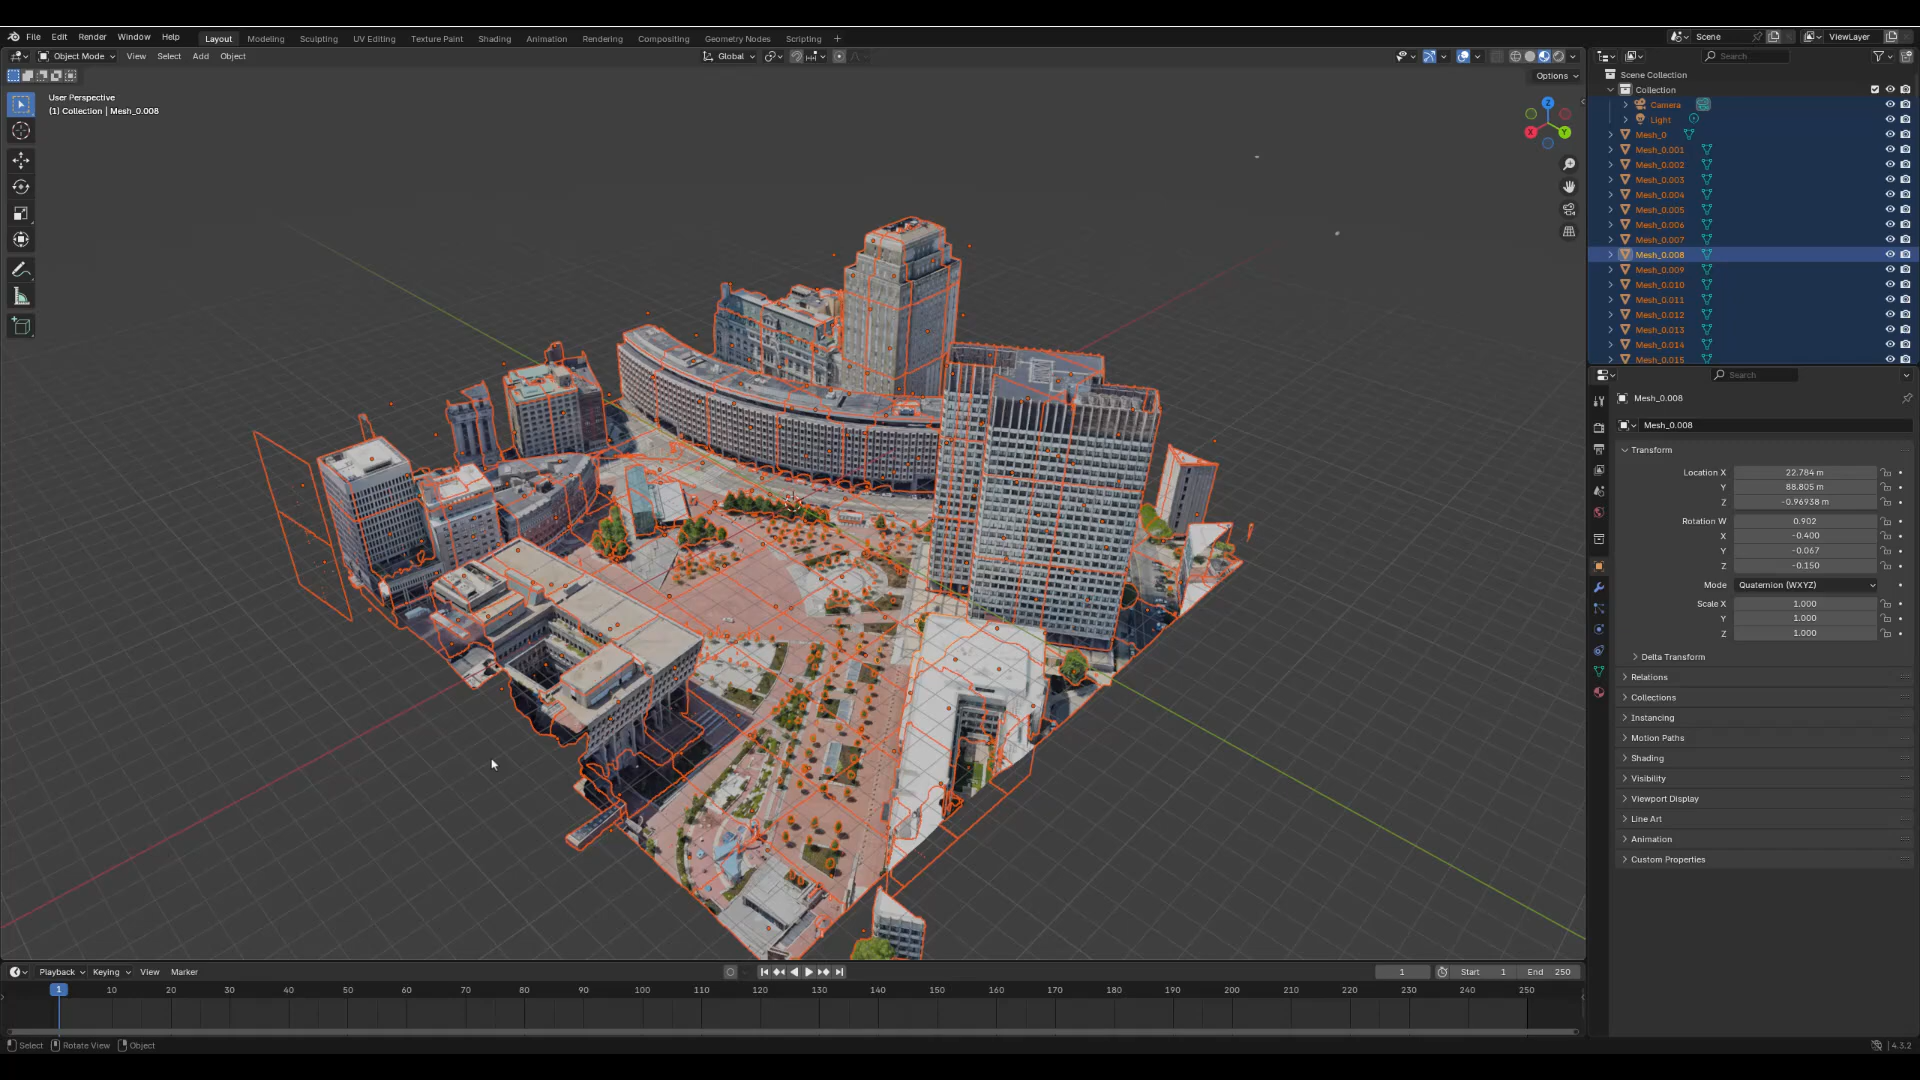 File Edit Render Window Help Layout Modeling Sculpting UV Editing Texture Paint Shading Animation Rendering Compositing Geometry Nodes Scripting + Scene ViewLayer
Object Mode View Select Add Object Global Search
Options
User Perspective
(1) Collection | Mesh_0.008
Z
X
Y
Scene Collection
Collection
Camera
Light
Mesh_0
Mesh_0.001
Mesh_0.002
Mesh_0.003
Mesh_0.004
Mesh_0.005
Mesh_0.006
Mesh_0.007
Mesh_0.008
Mesh_0.009
Mesh_0.010
Mesh_0.011
Mesh_0.012
Mesh_0.013
Mesh_0.014
Mesh_0.015
Search
Mesh_0.008
Mesh_0.008
Transform
Location X 22.784 m
Y 88.805 m
Z -0.96938 m
Rotation W 0.902
X -0.400
Y -0.067
Z -0.150
Mode Quaternion (WXYZ)
Scale X 1.000
Y 1.000
Z 1.000
Delta Transform
Relations
Collections
Instancing
Motion Paths
Shading
Visibility
Viewport Display
Line Art
Animation
Custom Properties
Playback Keying View Marker 1 Start 1 End 250
1 10 20 30 40 50 60 70 80 90 100 110 120 130 140 150 160 170 180 190 200 210 220 230 240 250
Select Rotate View Object 4.3.2